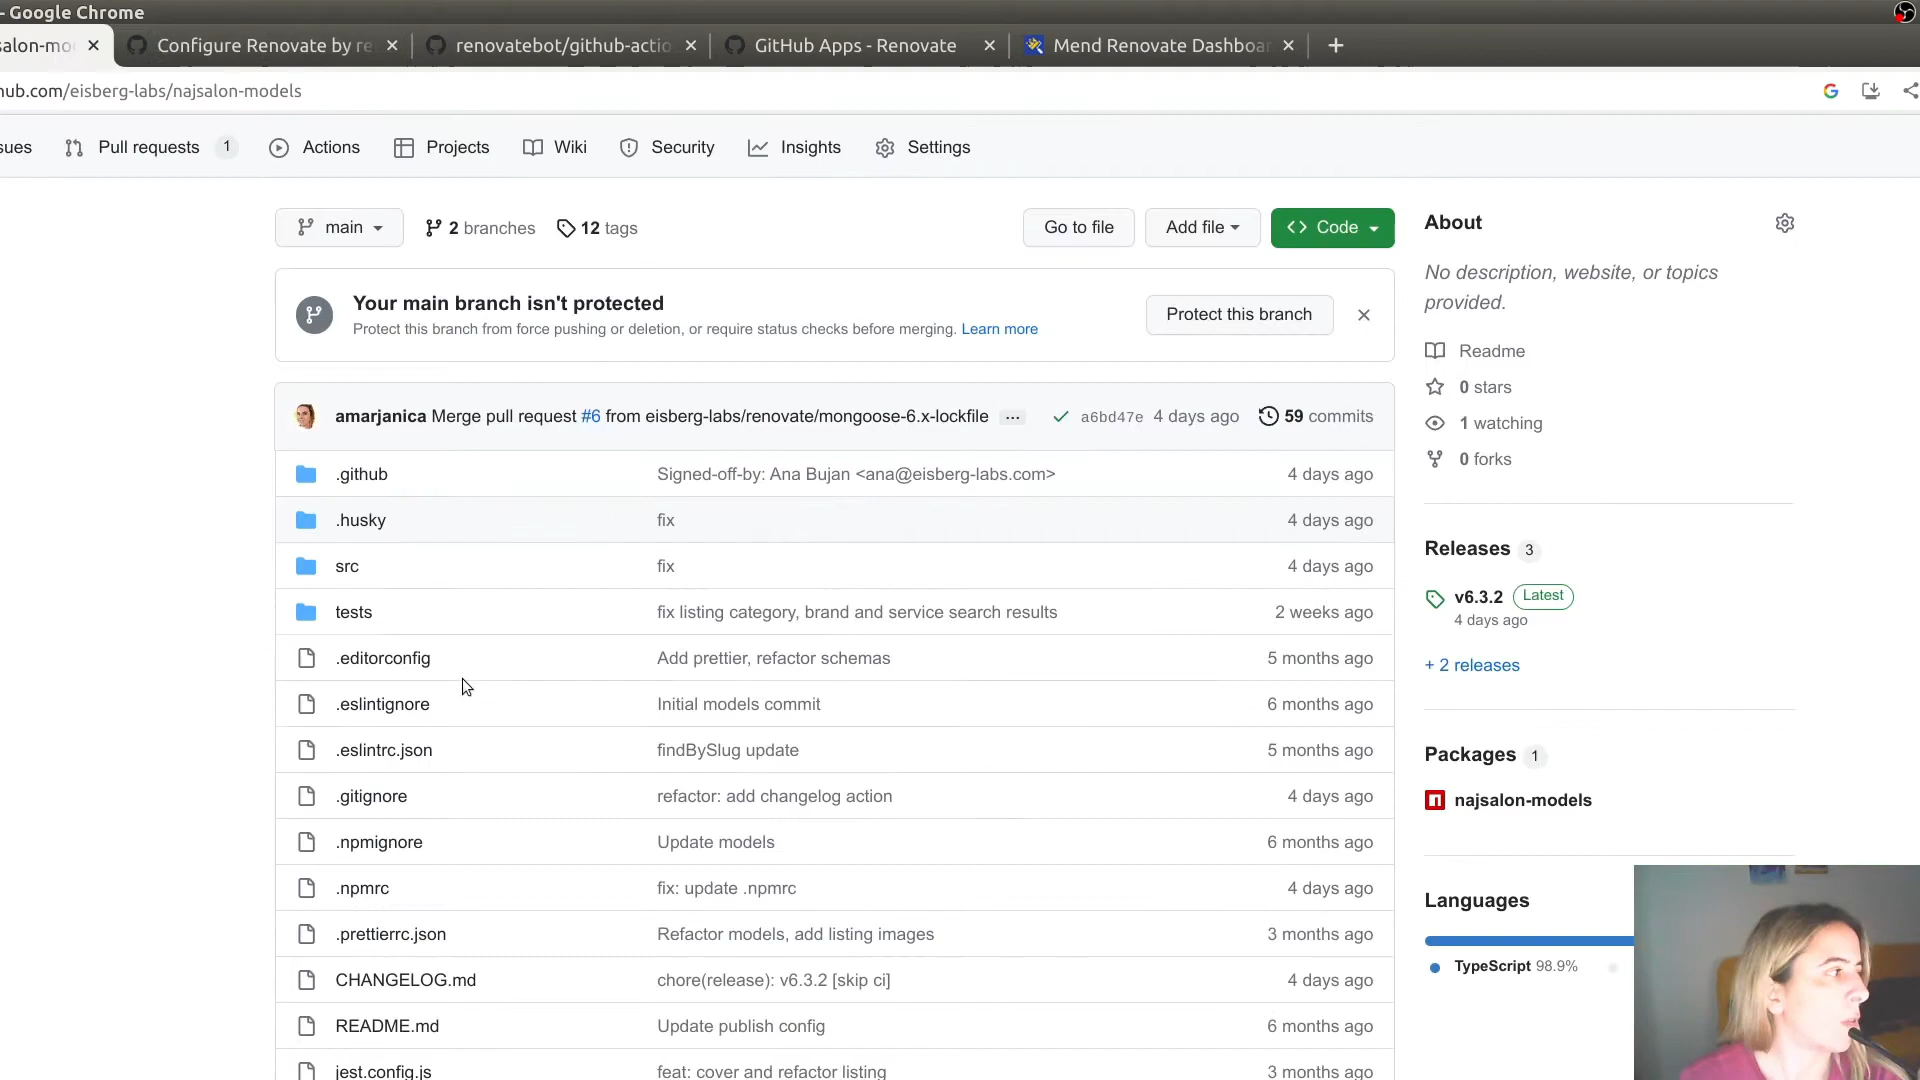 - Google Chrome
salon-mo
Configure Renovate by re
renovatebot/github-actio
GitHub Apps - Renovate
Mend Renovate Dashboar
hub.com/eisberg-labs/najsalon-models
sues
Pull requests 1
Actions
Projects
Wiki
Security
Insights
Settings
main
2 branches
12 tags
Go to file
Add file
Code
Your main branch isn't protected
Protect this branch from force pushing or deletion, or require status checks before merging. Learn more
Protect this branch
amarjanica Merge pull request #6 from eisberg-labs/renovate/mongoose-6.x-lockfile ... a6bd47e 4 days ago 59 commits
.github Signed-off-by: Ana Bujan <ana@eisberg-labs.com> 4 days ago
.husky fix 4 days ago
src fix 4 days ago
tests fix listing category, brand and service search results 2 weeks ago
.editorconfig Add prettier, refactor schemas 5 months ago
.eslintignore Initial models commit 6 months ago
.eslintrc.json findBySlug update 5 months ago
.gitignore refactor: add changelog action 4 days ago
.npmignore Update models 6 months ago
.npmrc fix: update .npmrc 4 days ago
.prettierrc.json Refactor models, add listing images 3 months ago
CHANGELOG.md chore(release): v6.3.2 [skip ci] 4 days ago
README.md Update publish config 6 months ago
jest.config.js feat: cover and refactor listing 3 months ago
About
No description, website, or topics
provided.
Readme
0 stars
1 watching
0 forks
Releases 3
v6.3.2 Latest
4 days ago
+ 2 releases
Packages 1
najsalon-models
Languages
TypeScript 98.9%